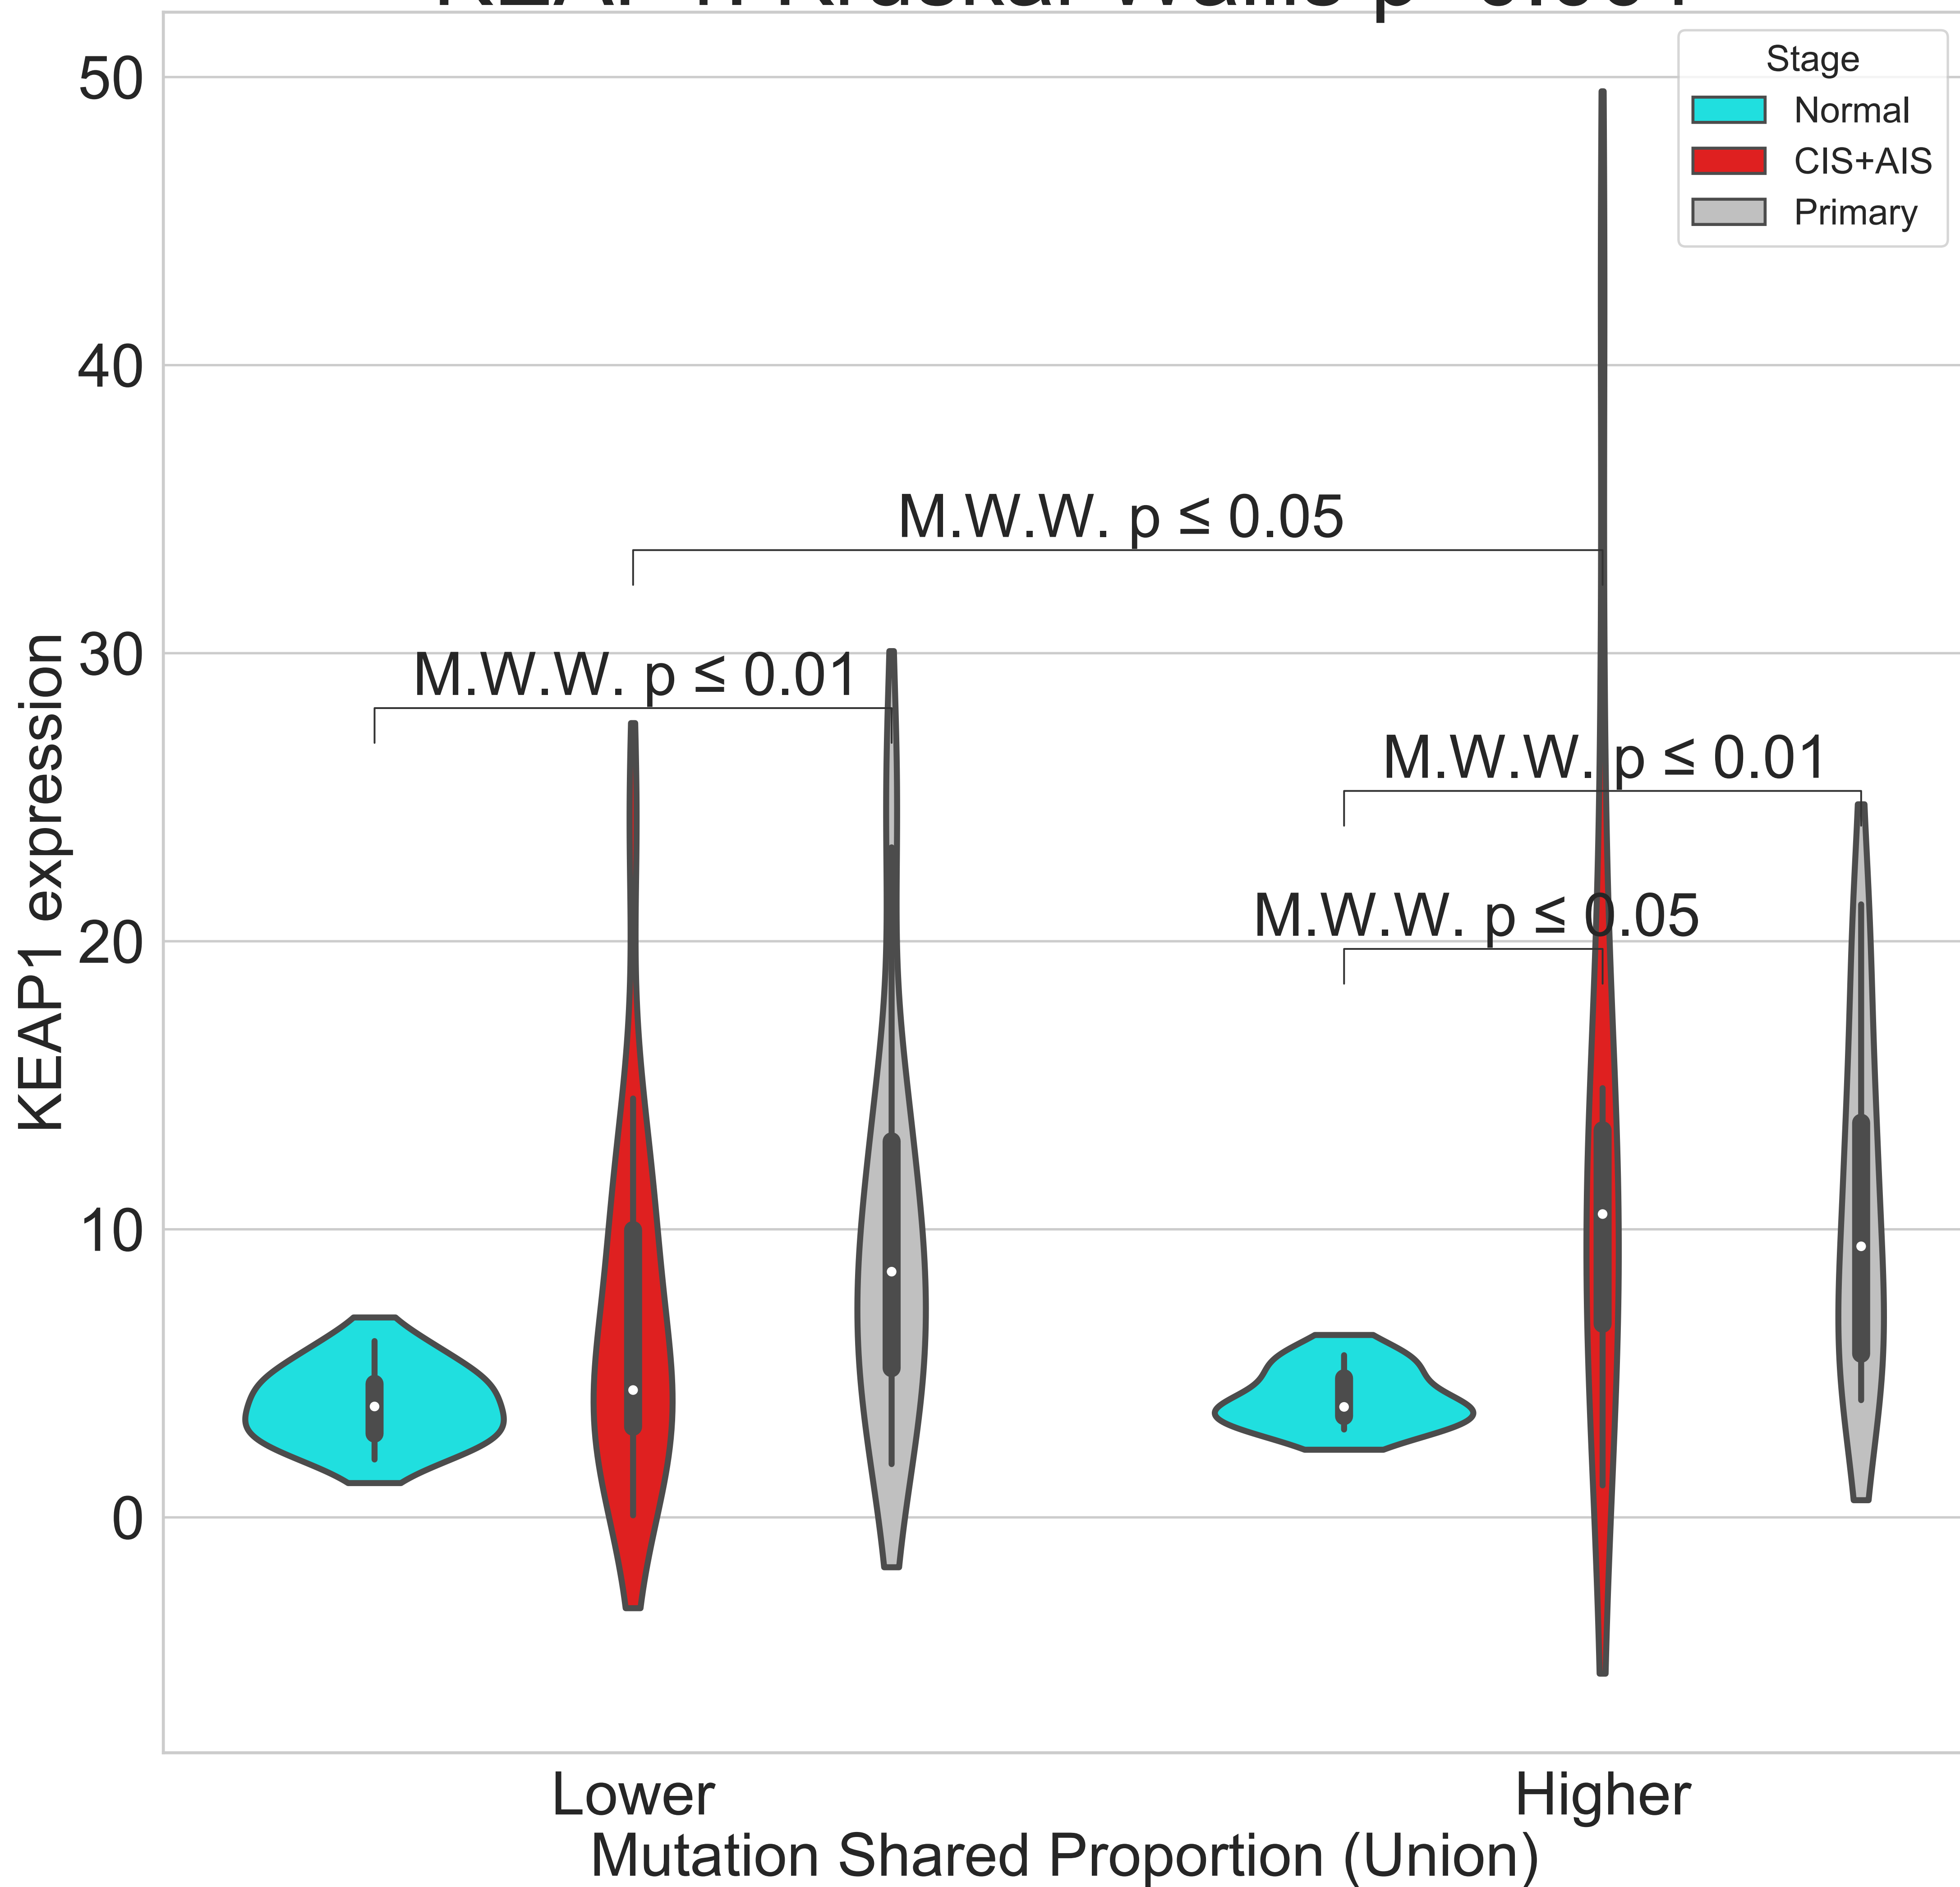 50
40
30
20
10
0
KEAP1 expression
Stage
Normal
CIS+AIS
Primary
M.W.W. p ≤ 0.05
M.W.W. p ≤ 0.01
M.W.W. p ≤ 0.01
M.W.W. p ≤ 0.05
Lower
Higher
Mutation Shared Proportion (Union)